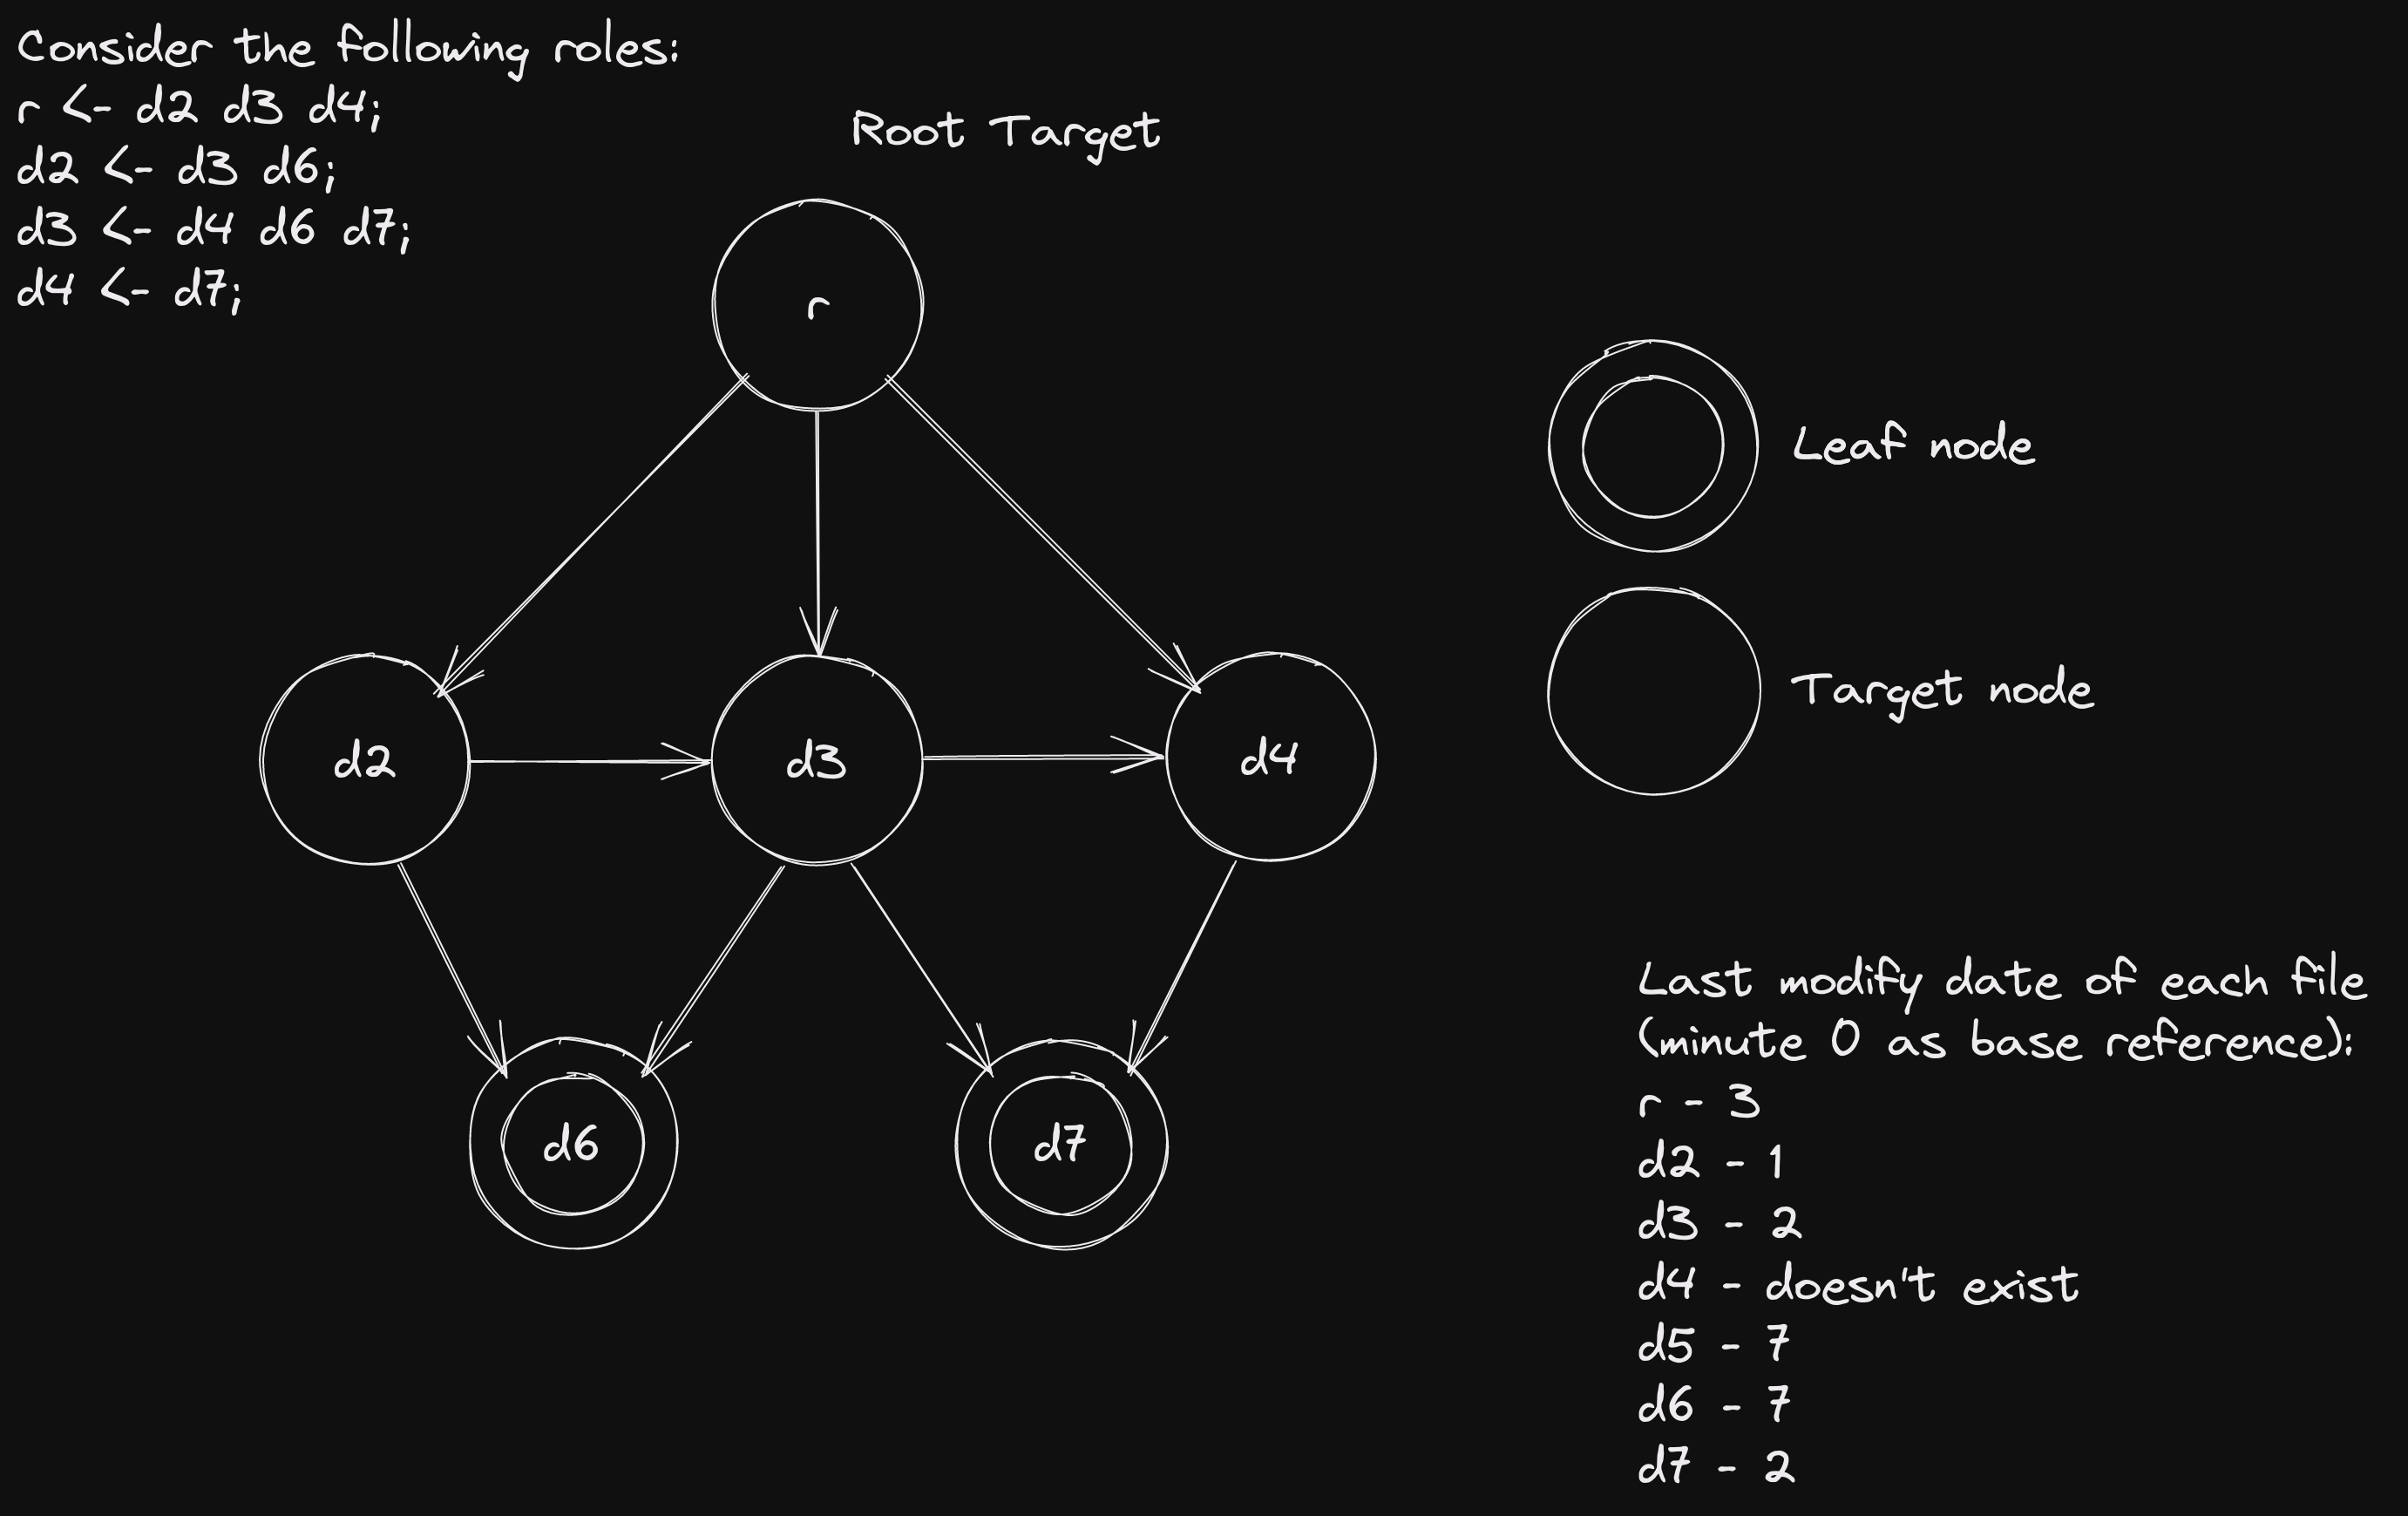 Consider the following roles:
r <- d2 d3 d4;
d2 <- d3 d6;
d3 <- d4 d6 d7;
d4 <- d7;
Root Target
r
Leaf node
Target node
d2
d3
d4
d6
d7
Last modify date of each file
(minute 0 as base reference):
r - 3
d2 - 1
d3 - 2
d4 - doesn't exist
d5 - 7
d6 - 7
d7 - 2